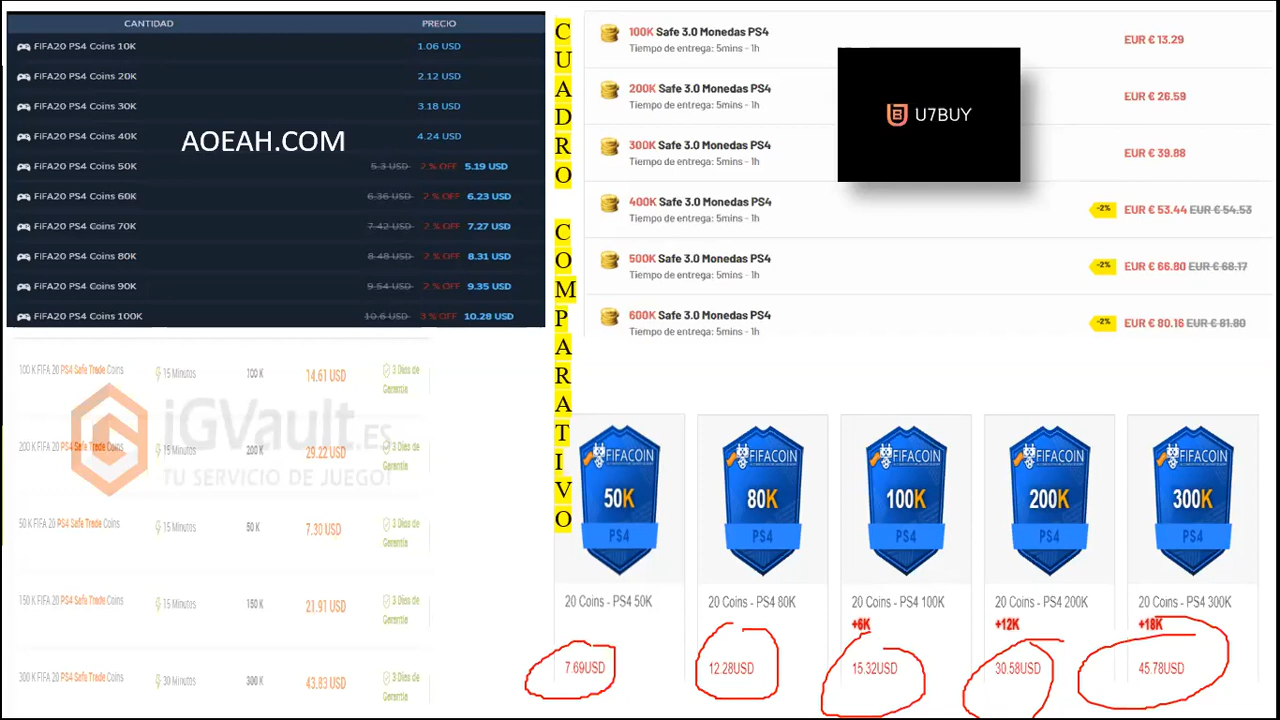 CANTIDAD PRECIO
FIFA20 PS4 Coins 10K 1.06 USD
FIFA20 PS4 Coins 20K 2.12 USD
FIFA20 PS4 Coins 30K 3.18 USD
FIFA20 PS4 Coins 40K 4.24 USD
FIFA20 PS4 Coins 50K 5.3 USD 2 % OFF 5.19 USD
FIFA20 PS4 Coins 60K 6.36 USD 2 % OFF 6.23 USD
FIFA20 PS4 Coins 70K 7.42 USD 2 % OFF 7.27 USD
FIFA20 PS4 Coins 80K 8.48 USD 2 % OFF 8.31 USD
FIFA20 PS4 Coins 90K 9.54 USD 2 % OFF 9.35 USD
FIFA20 PS4 Coins 100K 10.6 USD 3 % OFF 10.28 USD
AOEAH.COM
CUADRO COMPARATIVO
100K Safe 3.0 Monedas PS4 EUR € 13.29
Tiempo de entrega: 5mins - 1h
200K Safe 3.0 Monedas PS4 EUR € 26.59
Tiempo de entrega: 5mins - 1h
300K Safe 3.0 Monedas PS4 EUR € 39.88
Tiempo de entrega: 5mins - 1h
400K Safe 3.0 Monedas PS4 -2% EUR € 53.44 EUR € 54.53
Tiempo de entrega: 5mins - 1h
500K Safe 3.0 Monedas PS4 -2% EUR € 66.80 EUR € 68.17
Tiempo de entrega: 5mins - 1h
600K Safe 3.0 Monedas PS4 -2% EUR € 80.16 EUR € 81.80
Tiempo de entrega: 5mins - 1h
U7BUY
100 K FIFA 20 PS4 Safe Trade Coins 15 Minutos 100 K 14.61 USD 3 Dias de
Garantia
200 K FIFA 20 PS4 Safe Trade Coins 15 Minutos 200 K 29.22 USD 3 Dias de
Garantia
50 K FIFA 20 PS4 Safe Trade Coins 15 Minutos 50 K 7.30 USD 3 Dias de
Garantia
150 K FIFA 20 PS4 Safe Trade Coins 15 Minutos 150 K 21.91 USD 3 Dias de
Garantia
300 K FIFA 20 PS4 Safe Trade Coins 30 Minutos 300 K 43,83 USD 3 Dias de
Garantia
iGVault.ES
TU SERVICIO DE JUEGO!
FIFACOIN FIFACOIN FIFACOIN FIFACOIN FIFACOIN
50K 80K 100K 200K 300K
PS4 PS4 PS4 PS4 PS4
20 Coins - PS4 50K 20 Coins - PS4 80K 20 Coins - PS4 100K 20 Coins - PS4 200K 20 Coins - PS4 300K
+6K +12K +18K
7.69USD 12.28USD 15.32USD 30.58USD 45.78USD